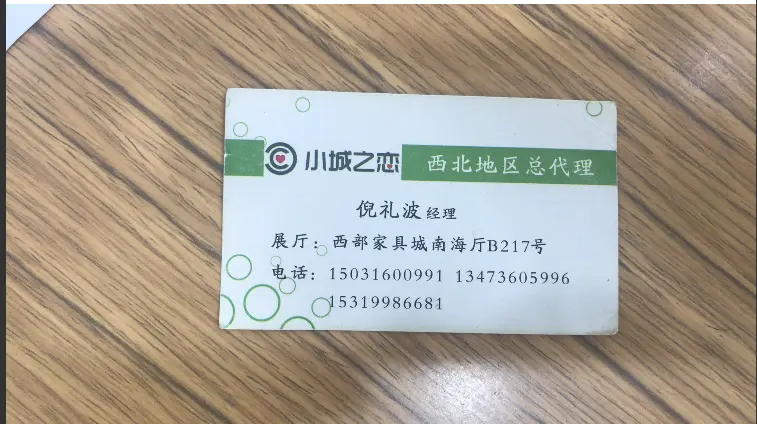 小城之恋 西北地区总代理
倪礼波 经理
展厅：西部家具城南海厅B217号
电话：15031600991 13473605996
15319986681